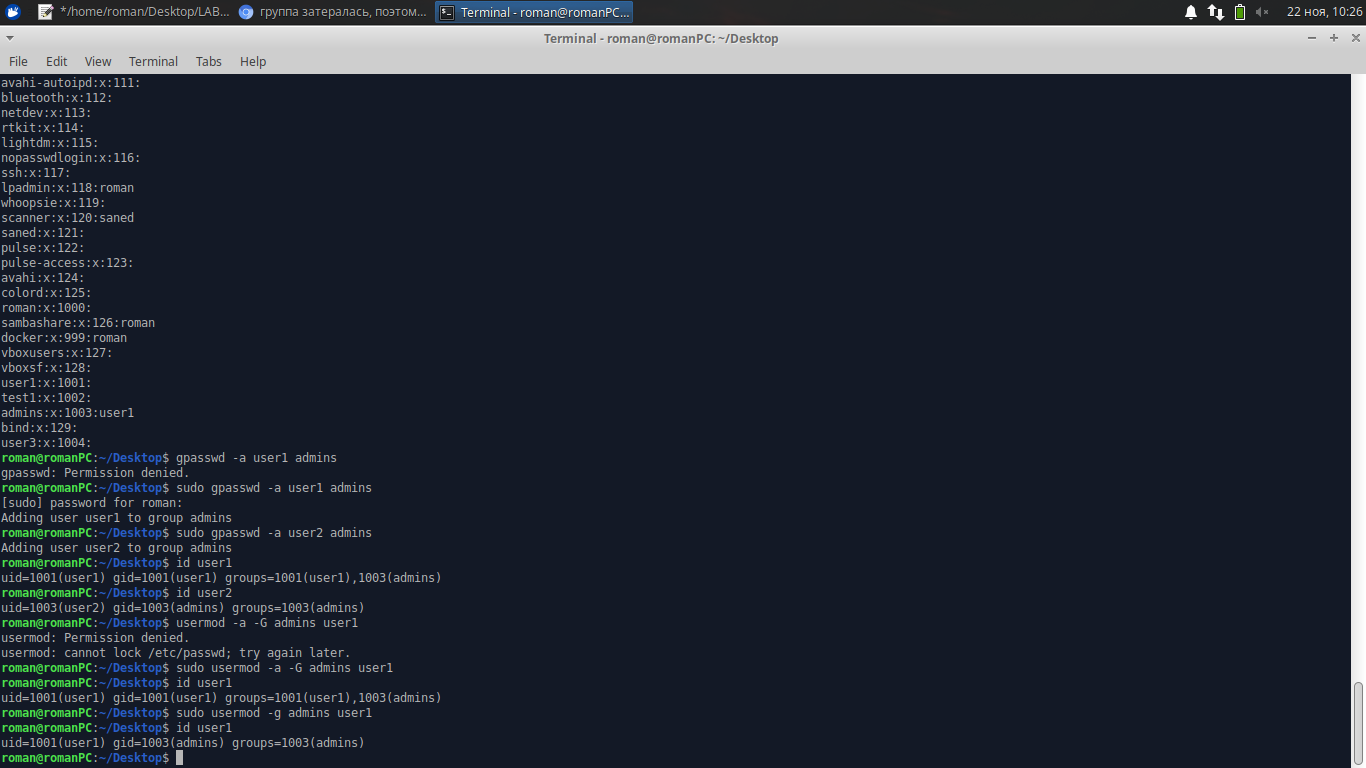 */home/roman/Desktop/LAB...
группа затералась, поэтом...
Terminal - roman@romanPC...
22 ноя, 10:26
Terminal - roman@romanPC: ~/Desktop
File Edit View Terminal Tabs Help
avahi-autoipd:x:111:
bluetooth:x:112:
netdev:x:113:
rtkit:x:114:
lightdm:x:115:
nopasswdlogin:x:116:
ssh:x:117:
lpadmin:x:118:roman
whoopsie:x:119:
scanner:x:120:saned
saned:x:121:
pulse:x:122:
pulse-access:x:123:
avahi:x:124:
colord:x:125:
roman:x:1000:
sambashare:x:126:roman
docker:x:999:roman
vboxusers:x:127:
vboxsf:x:128:
user1:x:1001:
test1:x:1002:
admins:x:1003:user1
bind:x:129:
user3:x:1004:
roman@romanPC:~/Desktop$ gpasswd -a user1 admins
gpasswd: Permission denied.
roman@romanPC:~/Desktop$ sudo gpasswd -a user1 admins
[sudo] password for roman:
Adding user user1 to group admins
roman@romanPC:~/Desktop$ sudo gpasswd -a user2 admins
Adding user user2 to group admins
roman@romanPC:~/Desktop$ id user1
uid=1001(user1) gid=1001(user1) groups=1001(user1),1003(admins)
roman@romanPC:~/Desktop$ id user2
uid=1003(user2) gid=1003(admins) groups=1003(admins)
roman@romanPC:~/Desktop$ usermod -a -G admins user1
usermod: Permission denied.
usermod: cannot lock /etc/passwd; try again later.
roman@romanPC:~/Desktop$ sudo usermod -a -G admins user1
roman@romanPC:~/Desktop$ id user1
uid=1001(user1) gid=1001(user1) groups=1001(user1),1003(admins)
roman@romanPC:~/Desktop$ sudo usermod -g admins user1
roman@romanPC:~/Desktop$ id user1
uid=1001(user1) gid=1003(admins) groups=1003(admins)
roman@romanPC:~/Desktop$